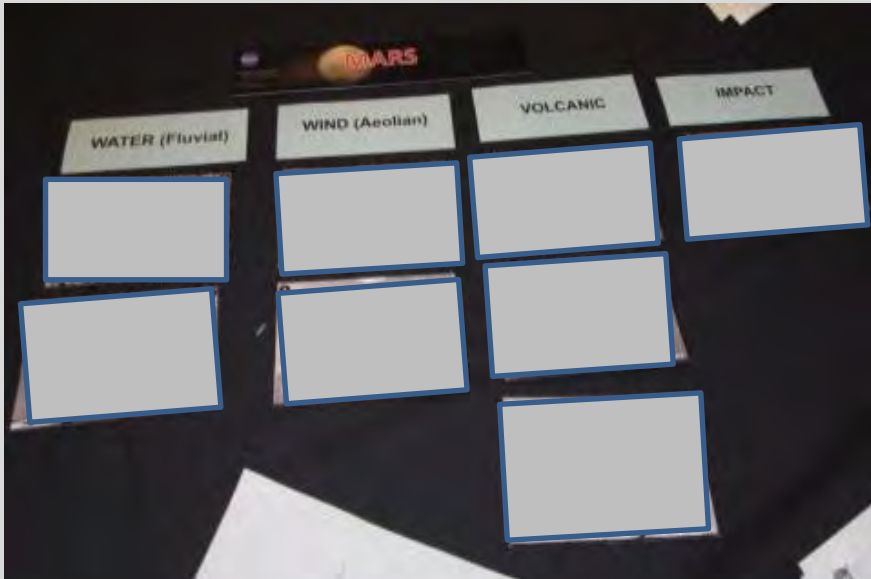 MARS
WATER (Fluvial)
WIND (Aeolian)
VOLCANIC
IMPACT